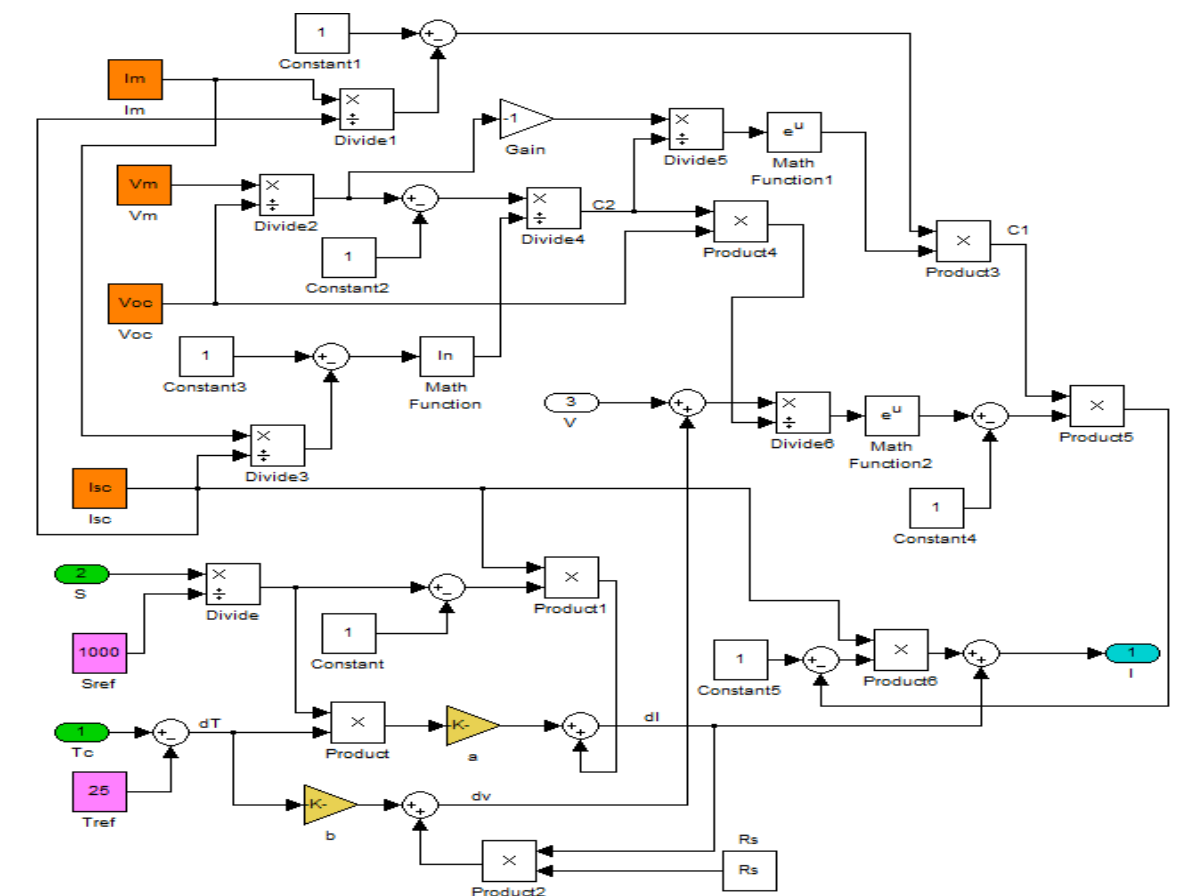 1
Constant1
Im
Im
×
÷
Divide1
-1
Gain
×
÷
Divide5
eu
Math
Function1
Vm
Vm
×
÷
Divide2
1
Constant2
×
÷
Divide4
C2
×
Product4
×
Product3
C1
Voc
Voc
1
Constant3
ln
Math
Function
3
V
×
÷
Divide6
eu
Math
Function2
×
Product5
×
÷
Divide3
Isc
Isc
1
Constant4
2
S
×
÷
Divide
1000
Sref
1
Constant
×
Product1
1
Constant5
×
Product6
1
I
1
Tc
dT
25
Tref
×
Product
-K-
a
dI
-K-
b
dv
×
Product2
Rs
Rs